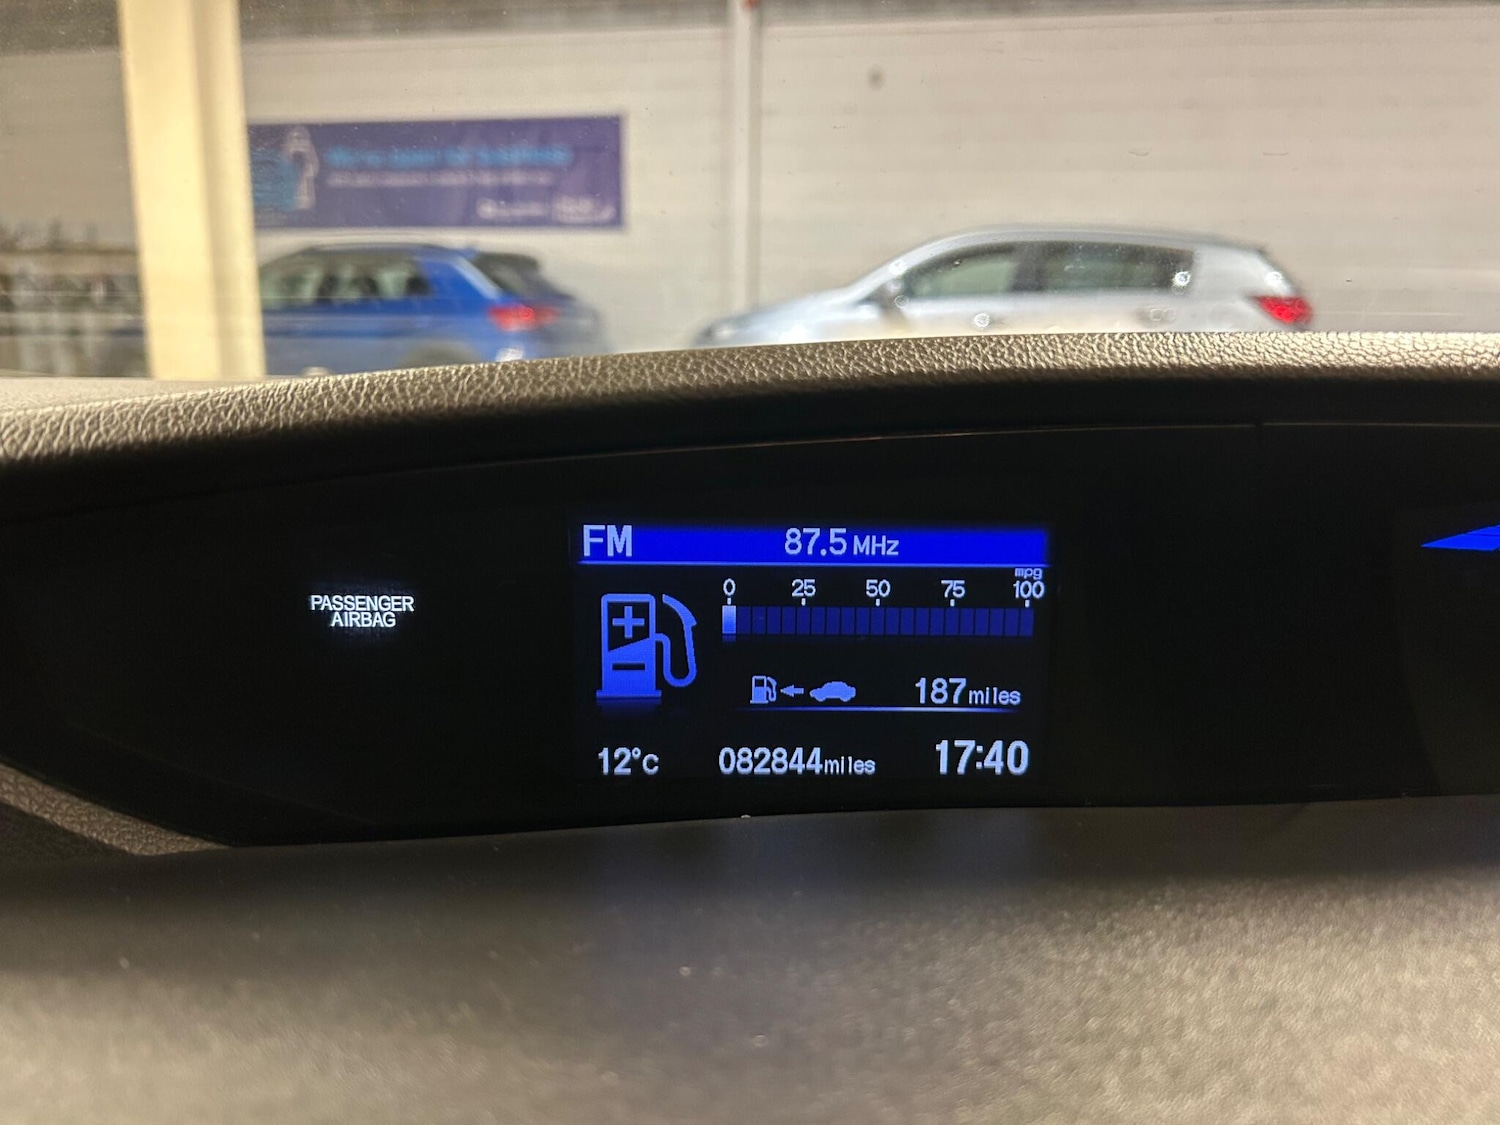 FM 87.5 MHz
mpg
0 25 50 75 100
PASSENGER
AIRBAG
187 miles
12°c 082844 miles 17:40